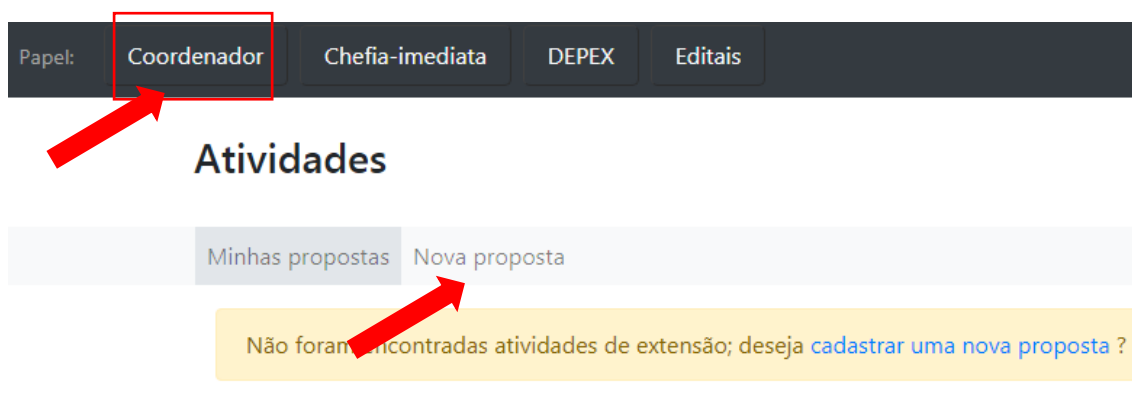 Papel: Coordenador Chefia-imediata DEPEX Editais
Atividades
Minhas propostas Nova proposta
Não foram encontradas atividades de extensão; deseja cadastrar uma nova proposta ?